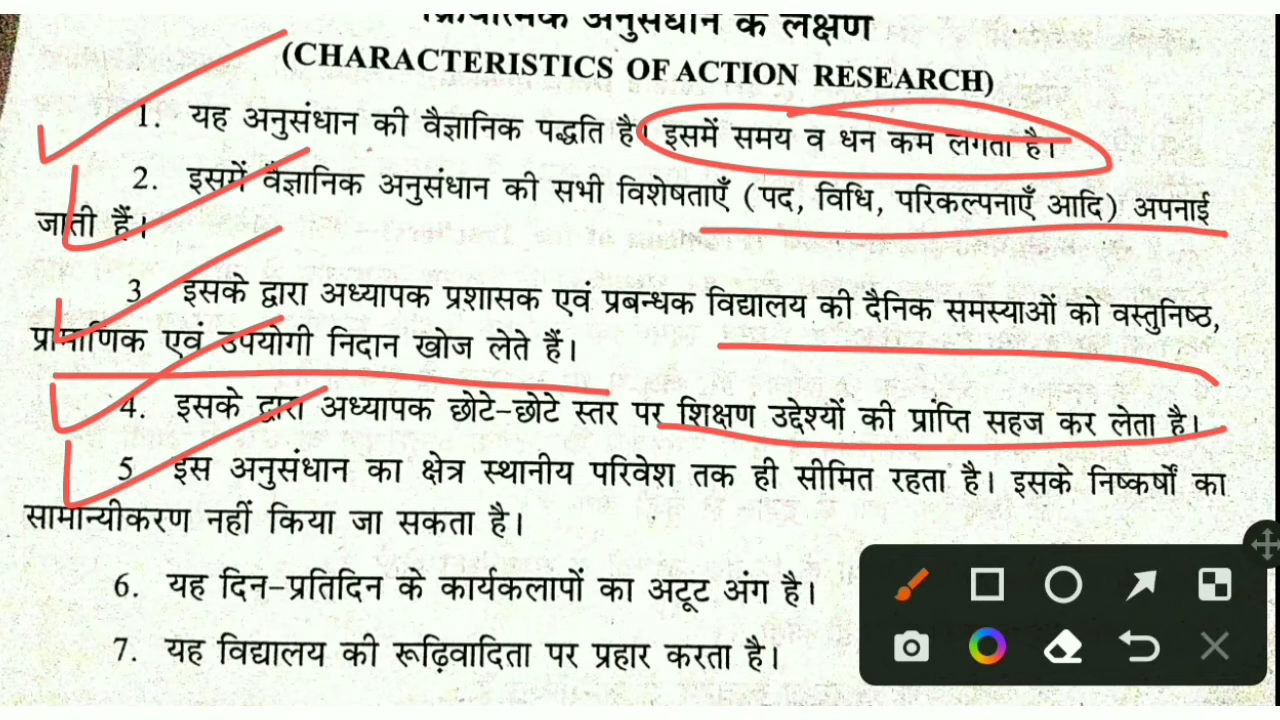 क्रियात्मक अनुसंधान के लक्षण
(CHARACTERISTICS OF ACTION RESEARCH)
1. यह अनुसंधान की वैज्ञानिक पद्धति है। इसमें समय व धन कम लगता है।
2. इसमें वैज्ञानिक अनुसंधान की सभी विशेषताएँ (पद, विधि, परिकल्पनाएँ आदि) अपनाई
जाती हैं।
3. इसके द्वारा अध्यापक प्रशासक एवं प्रबन्धक विद्यालय की दैनिक समस्याओं को वस्तुनिष्ठ,
प्रामाणिक एवं उपयोगी निदान खोज लेते हैं।
4. इसके द्वारा अध्यापक छोटे-छोटे स्तर पर शिक्षण उद्देश्यों की प्राप्ति सहज कर लेता है।
5 इस अनुसंधान का क्षेत्र स्थानीय परिवेश तक ही सीमित रहता है। इसके निष्कर्षों का
सामान्यीकरण नहीं किया जा सकता है।
6. यह दिन-प्रतिदिन के कार्यकलापों का अटूट अंग है।
7. यह विद्यालय की रूढ़िवादिता पर प्रहार करता है।